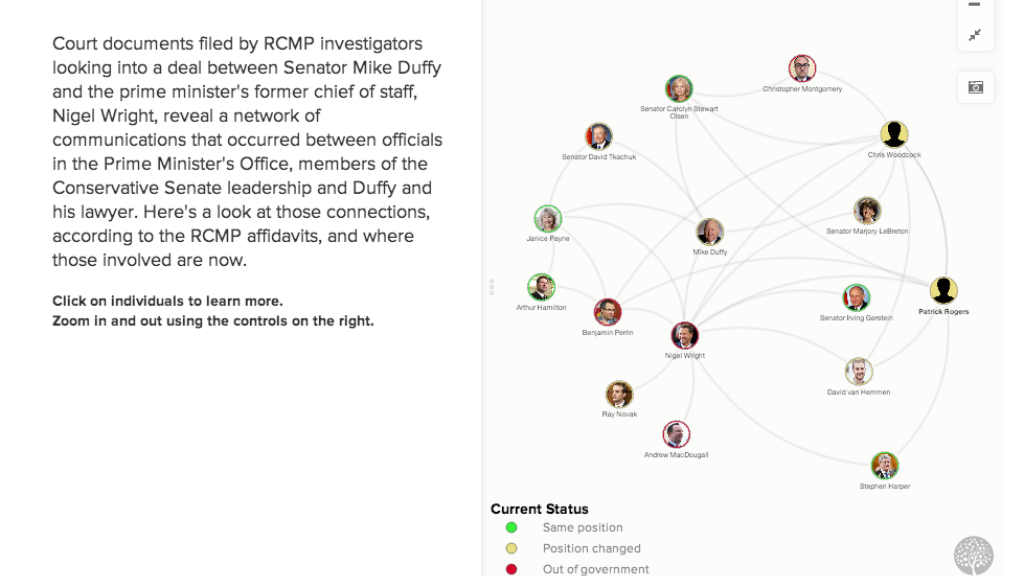 Court documents filed by RCMP investigators
looking into a deal between Senator Mike Duffy
and the prime minister's former chief of staff,
Nigel Wright, reveal a network of
communications that occurred between officials
in the Prime Minister's Office, members of the
Conservative Senate leadership and Duffy and
his lawyer. Here's a look at those connections,
according to the RCMP affidavits, and where
those involved are now.
Click on individuals to learn more.
Zoom in and out using the controls on the right.
Christopher Montgomery
Senator Carolyn Stewart
Olsen
Chris Woodcock
Senator David Tkachuk
Senator Marjory LeBreton
Janice Payne
Mike Duffy
Arthur Hamilton
Patrick Rogers
Senator Irving Gerstein
Benjamin Perrin
Nigel Wright
David van Hemmen
Ray Novak
Andrew MacDougall
Stephen Harper
Current Status
Same position
Position changed
Out of government